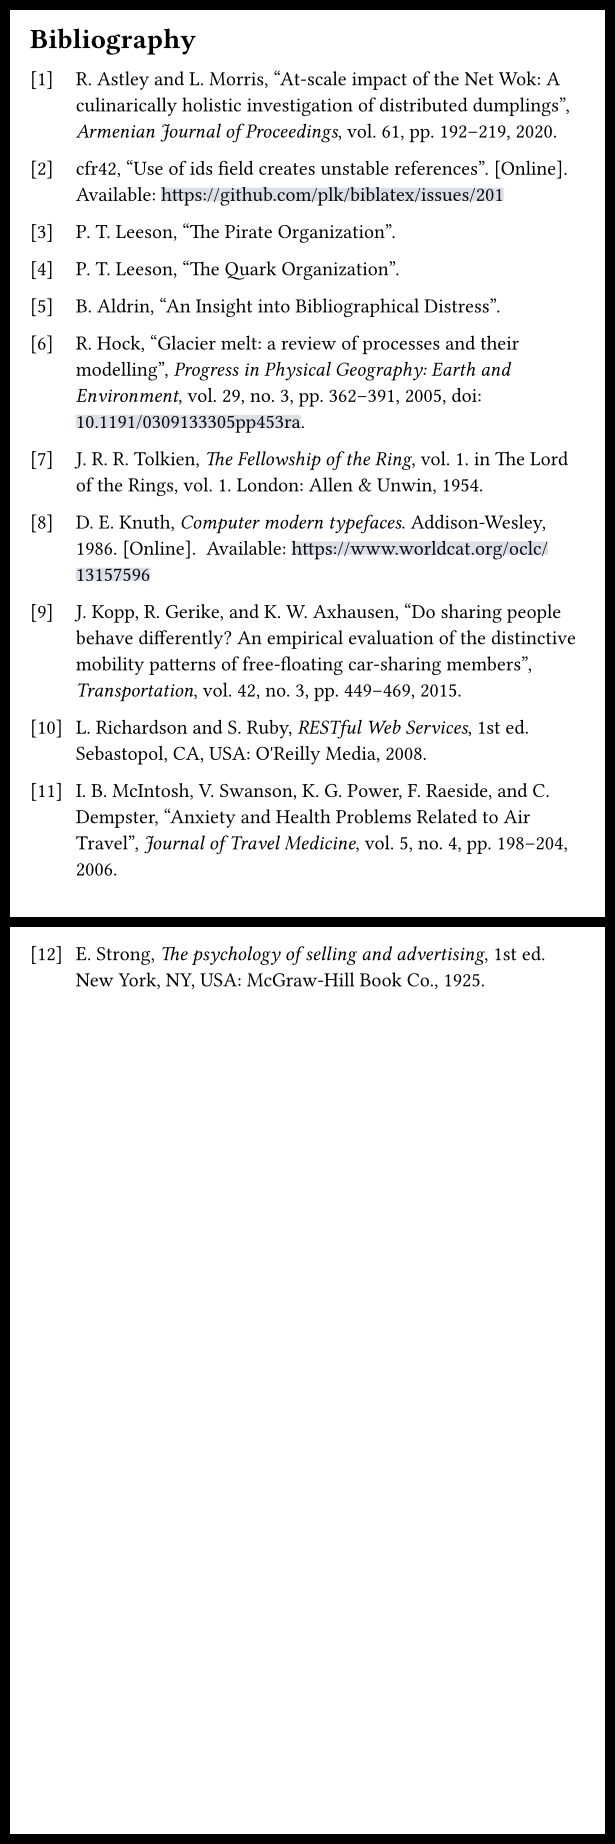 Bibliography
[1] R. Astley and L. Morris, “At-scale impact of the Net Wok: A
culinarically holistic investigation of distributed dumplings”,
Armenian Journal of Proceedings, vol. 61, pp. 192–219, 2020.
[2] cfr42, “Use of ids field creates unstable references”. [Online].
Available: https://github.com/plk/biblatex/issues/201
[3] P. T. Leeson, “The Pirate Organization”.
[4] P. T. Leeson, “The Quark Organization”.
[5] B. Aldrin, “An Insight into Bibliographical Distress”.
[6] R. Hock, “Glacier melt: a review of processes and their
modelling”, Progress in Physical Geography: Earth and
Environment, vol. 29, no. 3, pp. 362–391, 2005, doi:
10.1191/0309133305pp453ra.
[7] J. R. R. Tolkien, The Fellowship of the Ring, vol. 1. in The Lord
of the Rings, vol. 1. London: Allen & Unwin, 1954.
[8] D. E. Knuth, Computer modern typefaces. Addison-Wesley,
1986. [Online]. Available: https://www.worldcat.org/oclc/
13157596
[9] J. Kopp, R. Gerike, and K. W. Axhausen, “Do sharing people
behave differently? An empirical evaluation of the distinctive
mobility patterns of free-floating car-sharing members”,
Transportation, vol. 42, no. 3, pp. 449–469, 2015.
[10] L. Richardson and S. Ruby, RESTful Web Services, 1st ed.
Sebastopol, CA, USA: O'Reilly Media, 2008.
[11] I. B. McIntosh, V. Swanson, K. G. Power, F. Raeside, and C.
Dempster, “Anxiety and Health Problems Related to Air
Travel”, Journal of Travel Medicine, vol. 5, no. 4, pp. 198–204,
2006.
[12] E. Strong, The psychology of selling and advertising, 1st ed.
New York, NY, USA: McGraw-Hill Book Co., 1925.